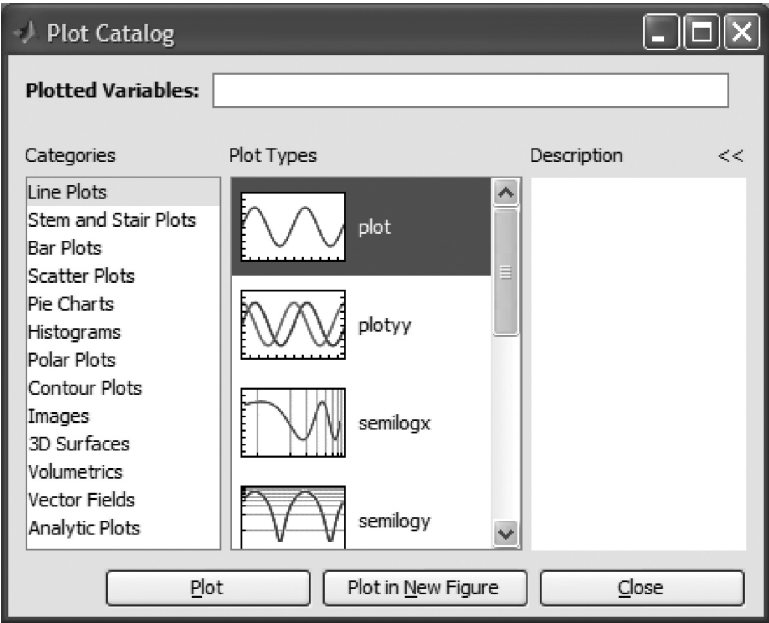 Plot Catalog
Plotted Variables:
Categories
Plot Types
Description <<
Line Plots
Stem and Stair Plots
Bar Plots
Scatter Plots
Pie Charts
Histograms
Polar Plots
Contour Plots
Images
3D Surfaces
Volumetrics
Vector Fields
Analytic Plots
plot
plotyy
semilogx
semilogy
Plot
Plot in New Figure
Close